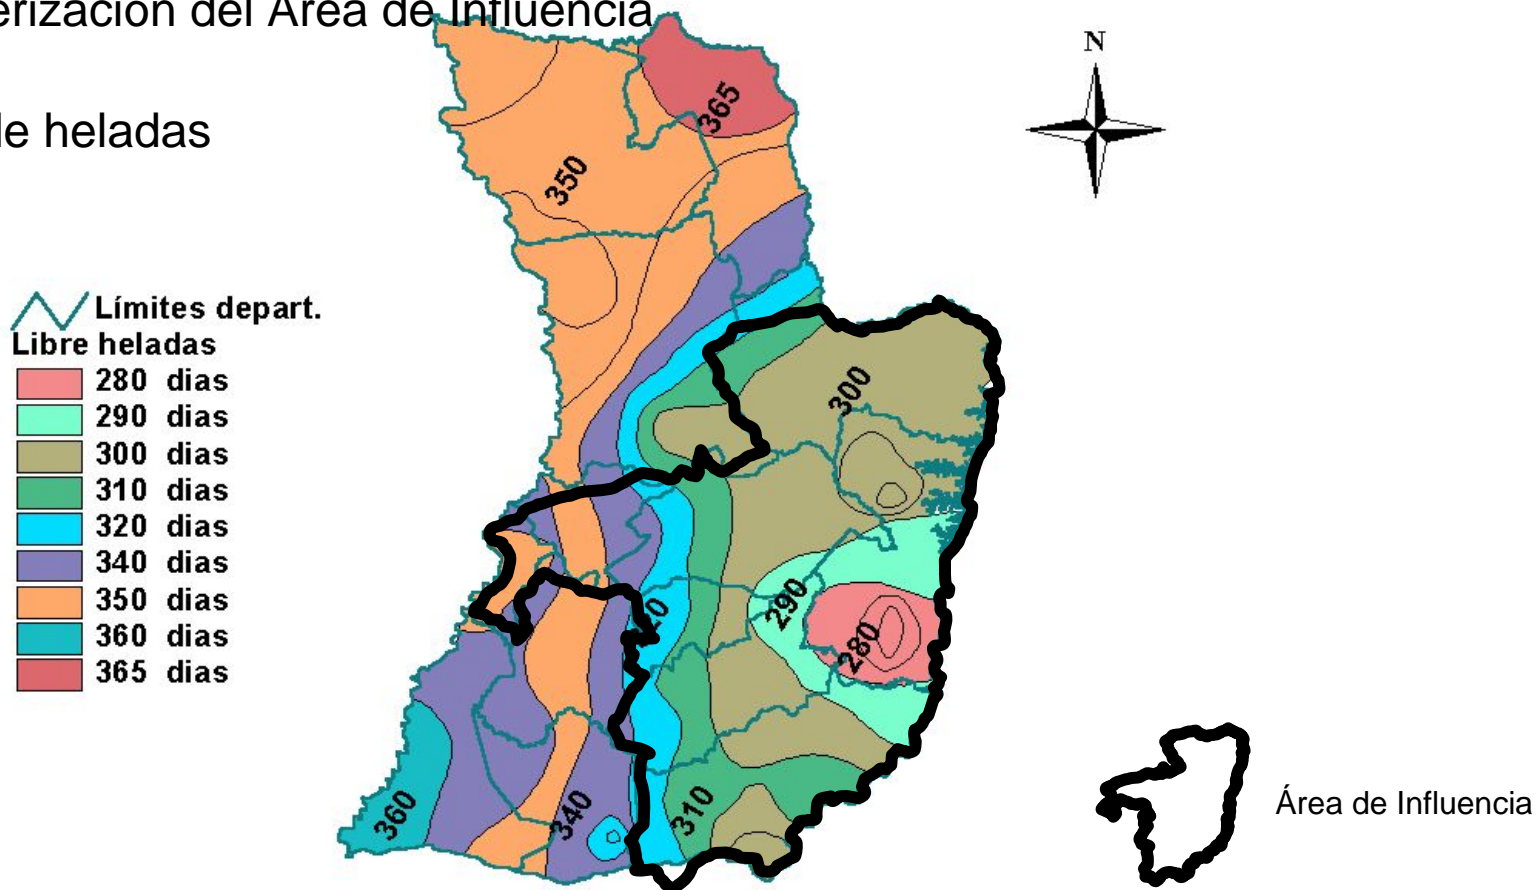 del Área de Influencia
de heladas
N
365
350
Límites depart.
Libre heladas
280 dias
290 dias
300 dias
310 dias
320 dias
340 dias
350 dias
360 dias
365 dias
300
290
280
360
340
310
Área de Influencia